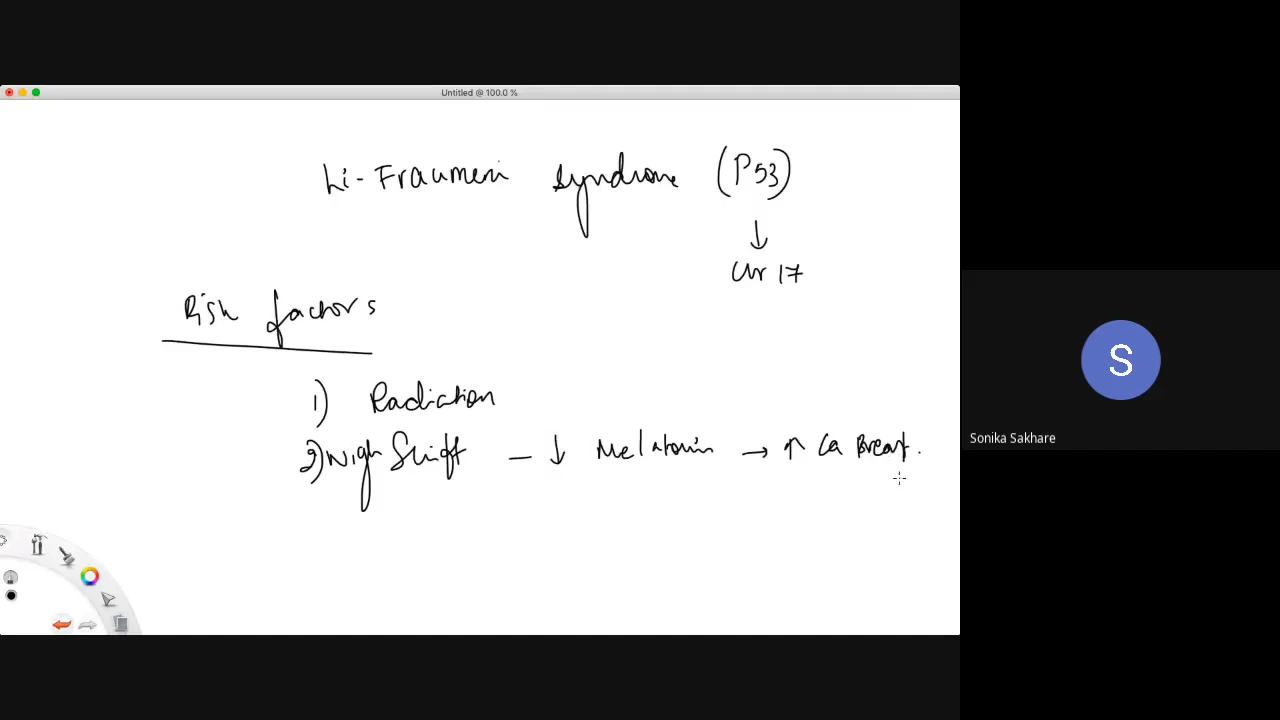 Untitled @ 100.0 %
Li-Fraumeni syndrome (P53)
↓
Chr 17
Risk factors
1) Radiation
2) Nigh Shift — ↓ Melatonin → ↑ Ca Breast.
S
Sonika Sakhare